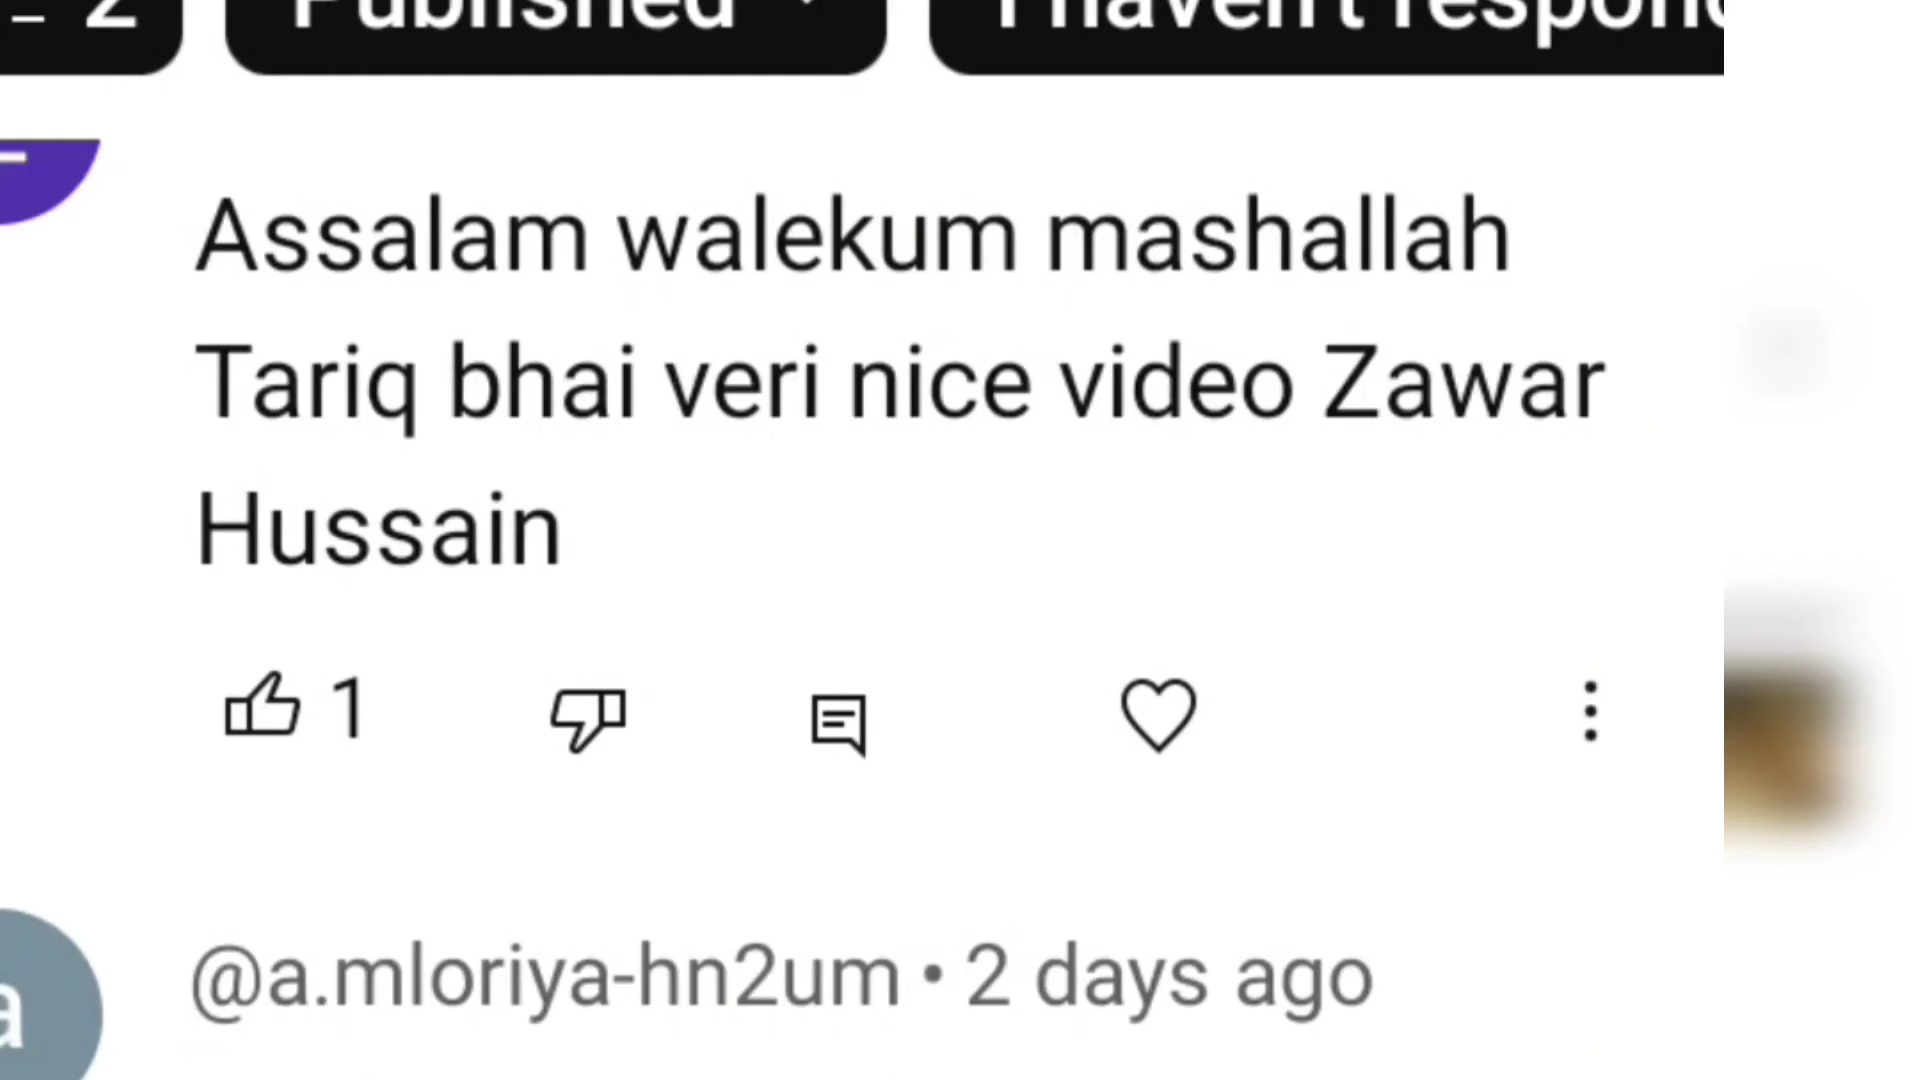 2 Published I haven't respon
Assalam walekum mashallah
Tariq bhai veri nice video Zawar
Hussain
1
@a.mloriya-hn2um • 2 days ago
a